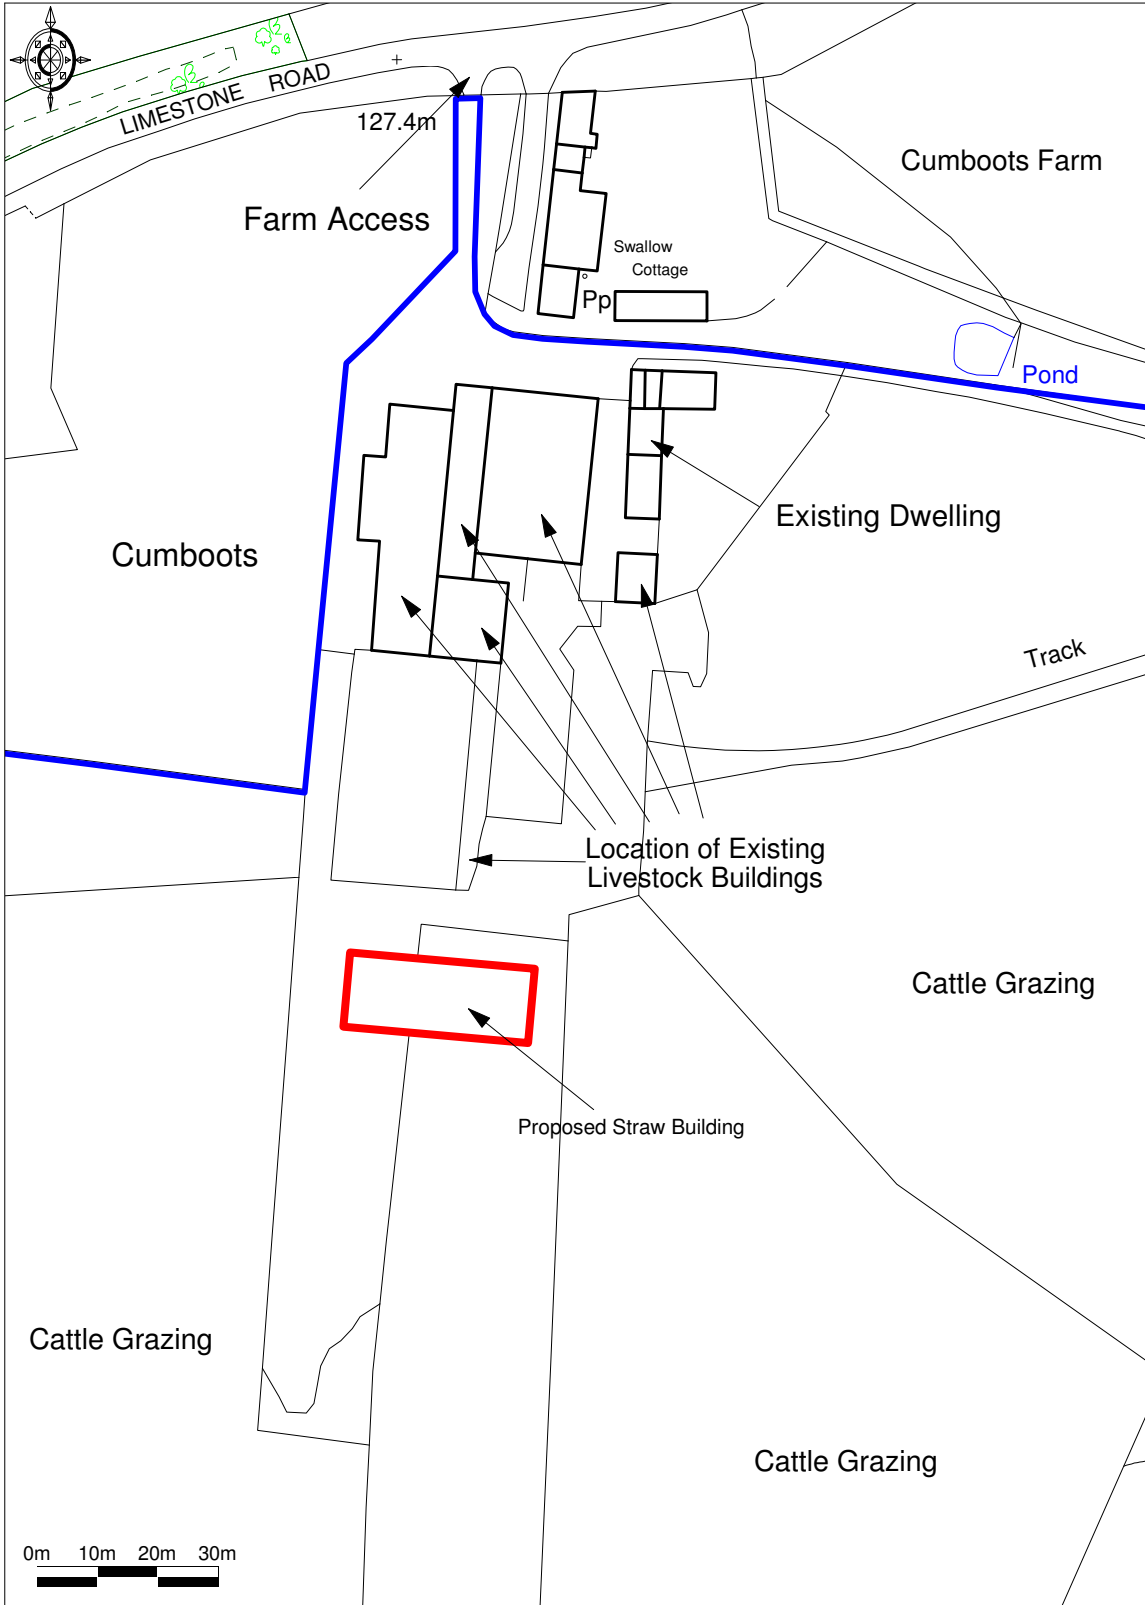 LIMESTONE ROAD
127.4m
Cumboots Farm
Farm Access
Swallow
Cottage
Pp
Pond
Existing Dwelling
Cumboots
Track
Location of Existing
Livestock Buildings
Cattle Grazing
Proposed Straw Building
Cattle Grazing
Cattle Grazing
0m 10m 20m 30m